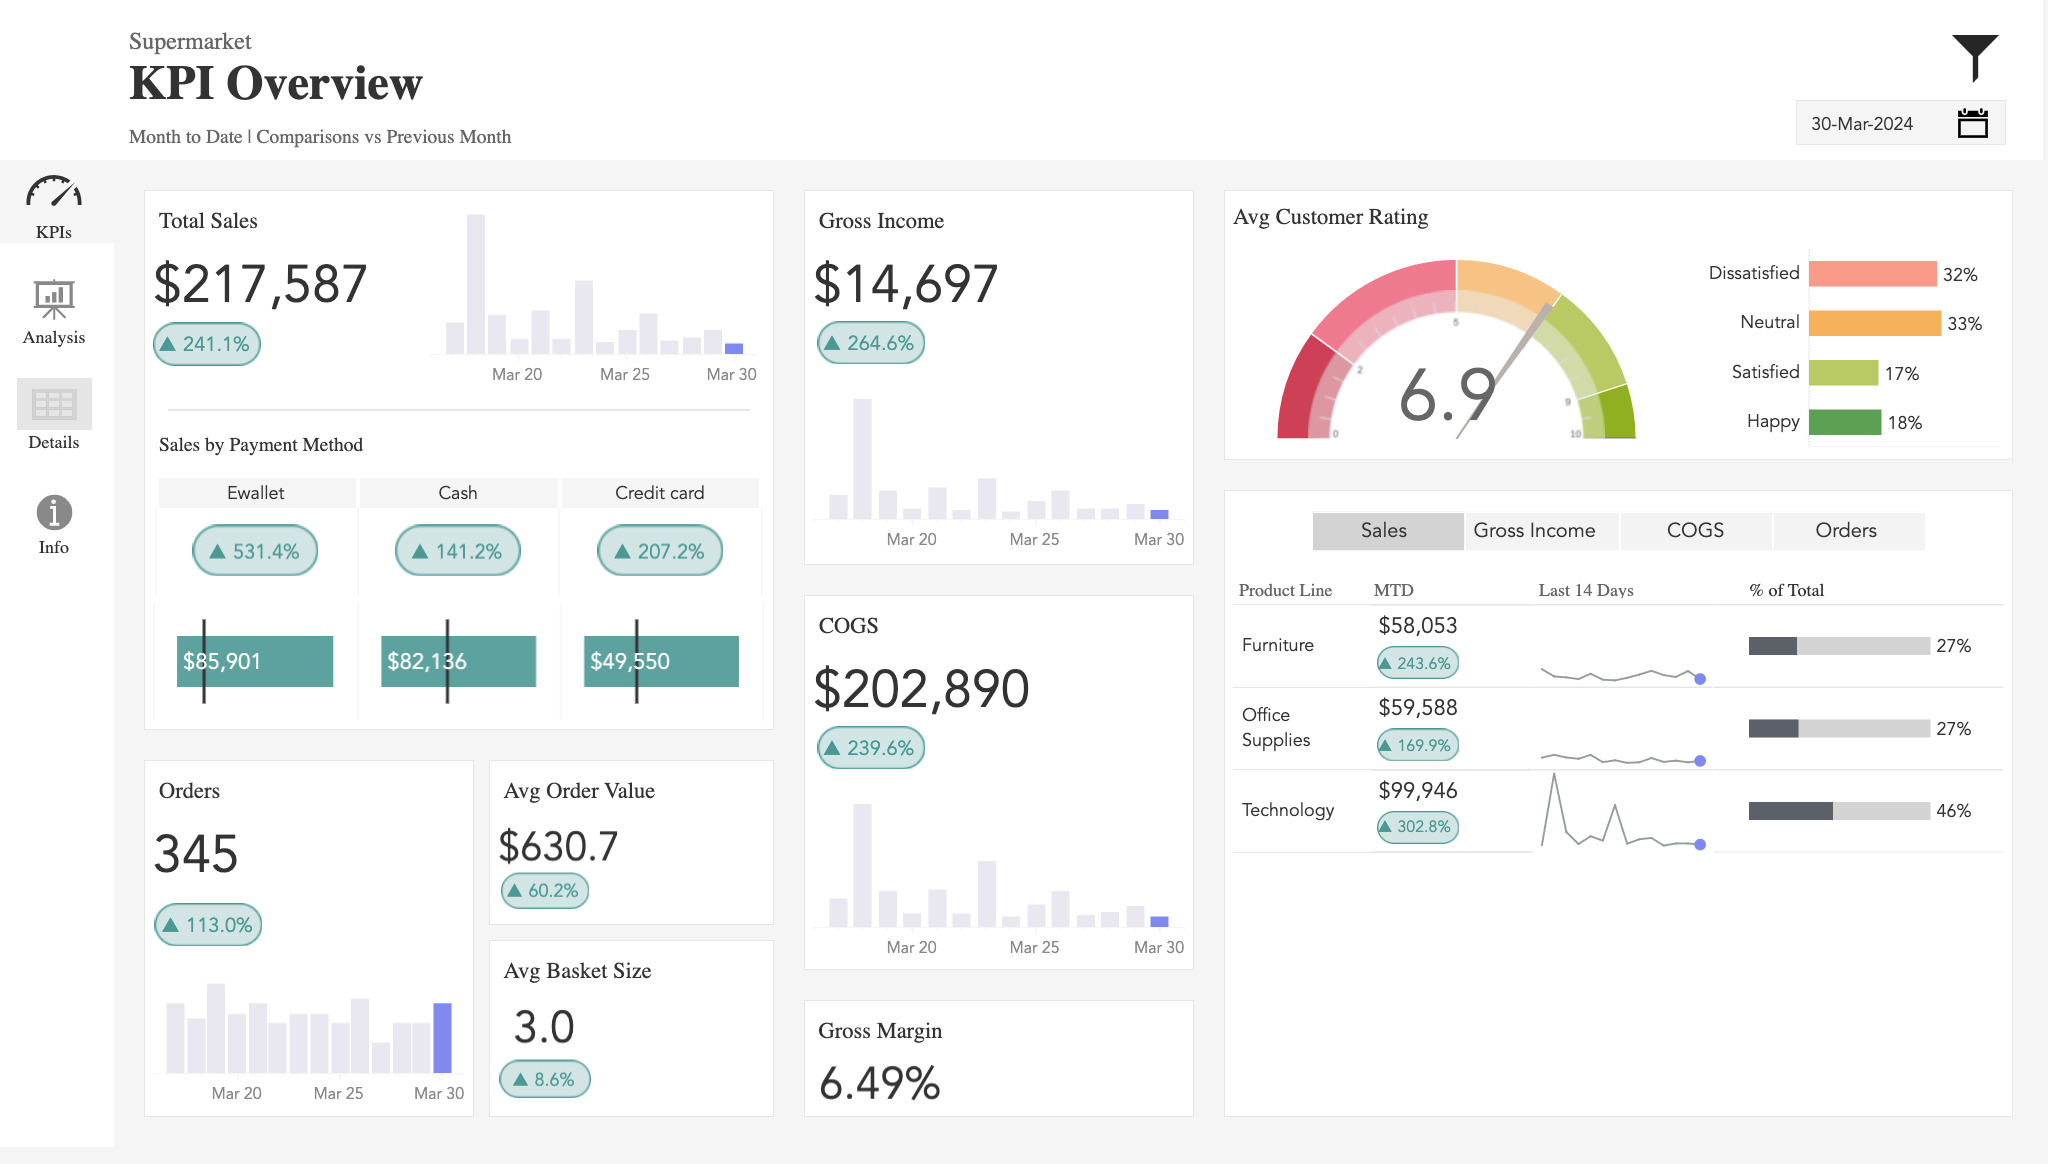 Supermarket
KPI Overview
Month to Date | Comparisons vs Previous Month
30-Mar-2024
KPIs
Analysis
Details
Info
Total Sales
$217,587
▲ 241.1%
Mar 20 Mar 25 Mar 30
Sales by Payment Method
Ewallet Cash Credit card
▲ 531.4% ▲ 141.2% ▲ 207.2%
$85,901 $82,136 $49,550
Orders
345
▲ 113.0%
Mar 20 Mar 25 Mar 30
Avg Order Value
$630.7
▲ 60.2%
Avg Basket Size
3.0
▲ 8.6%
Gross Income
$14,697
▲ 264.6%
Mar 20 Mar 25 Mar 30
COGS
$202,890
▲ 239.6%
Mar 20 Mar 25 Mar 30
Gross Margin
6.49%
Avg Customer Rating
0 2 5 9 10
6.9
Dissatisfied 32%
Neutral 33%
Satisfied 17%
Happy 18%
Sales Gross Income COGS Orders
Product Line MTD Last 14 Days % of Total
Furniture $58,053 ▲ 243.6% 27%
Office
Supplies $59,588 ▲ 169.9% 27%
Technology $99,946 ▲ 302.8% 46%